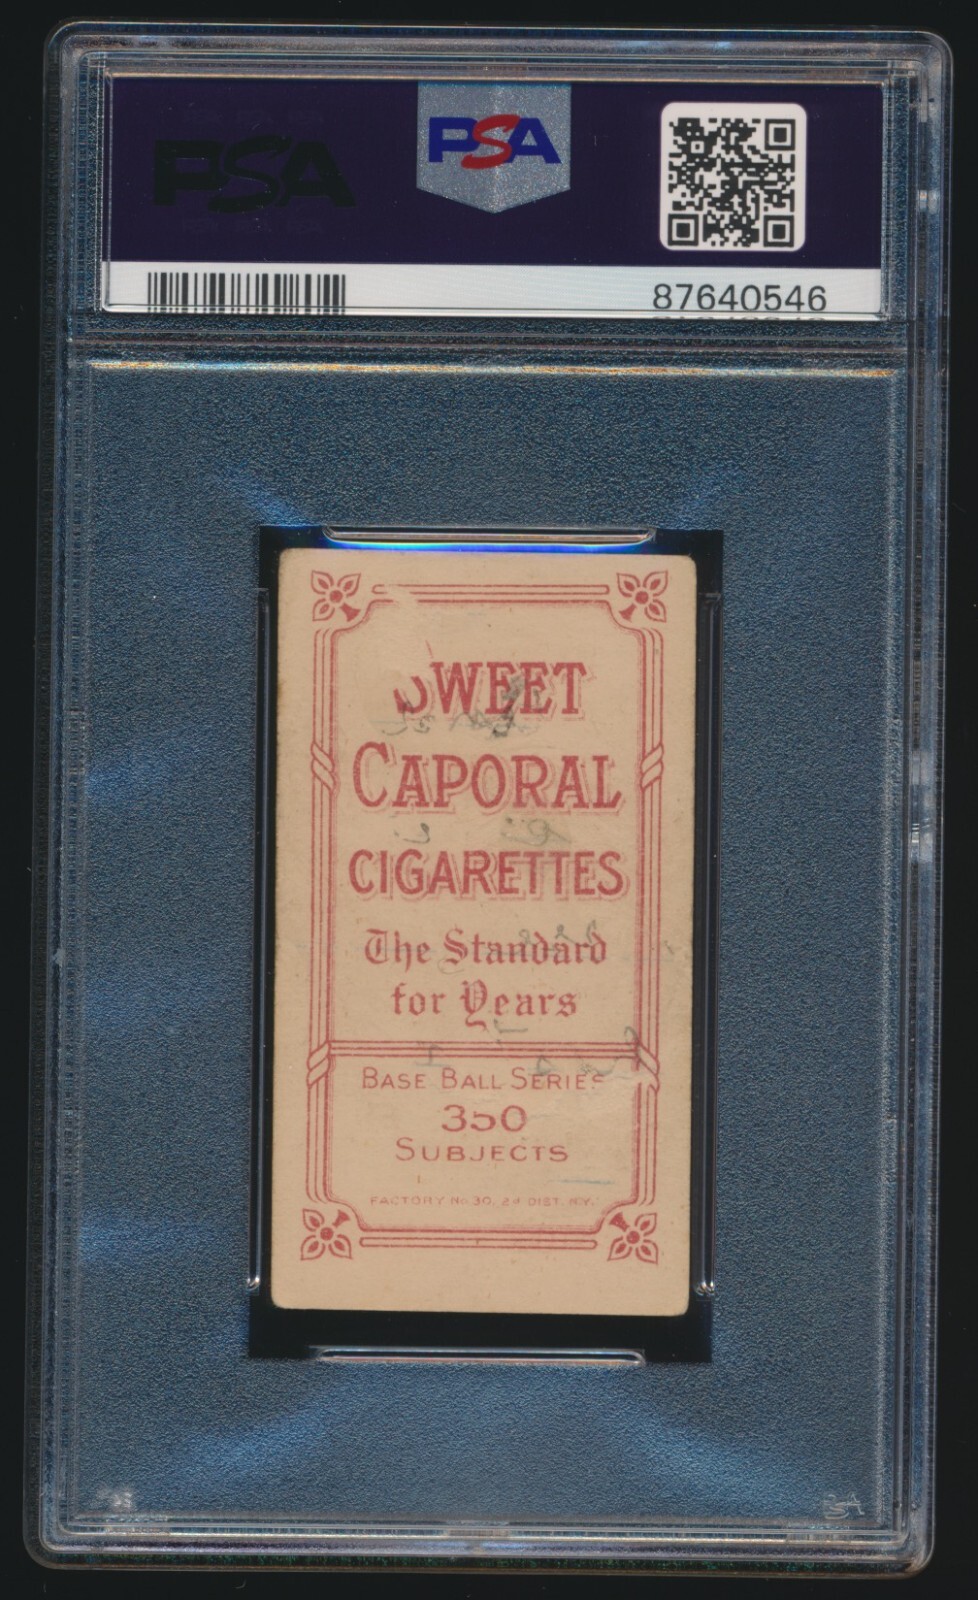 PSA
PSA
87640546
SWEET
CAPORAL
CIGARETTES
The Standard
for Years
BASE BALL SERIES
350
SUBJECTS
FACTORY No. 30, 2d DIST. N.Y.
PSA